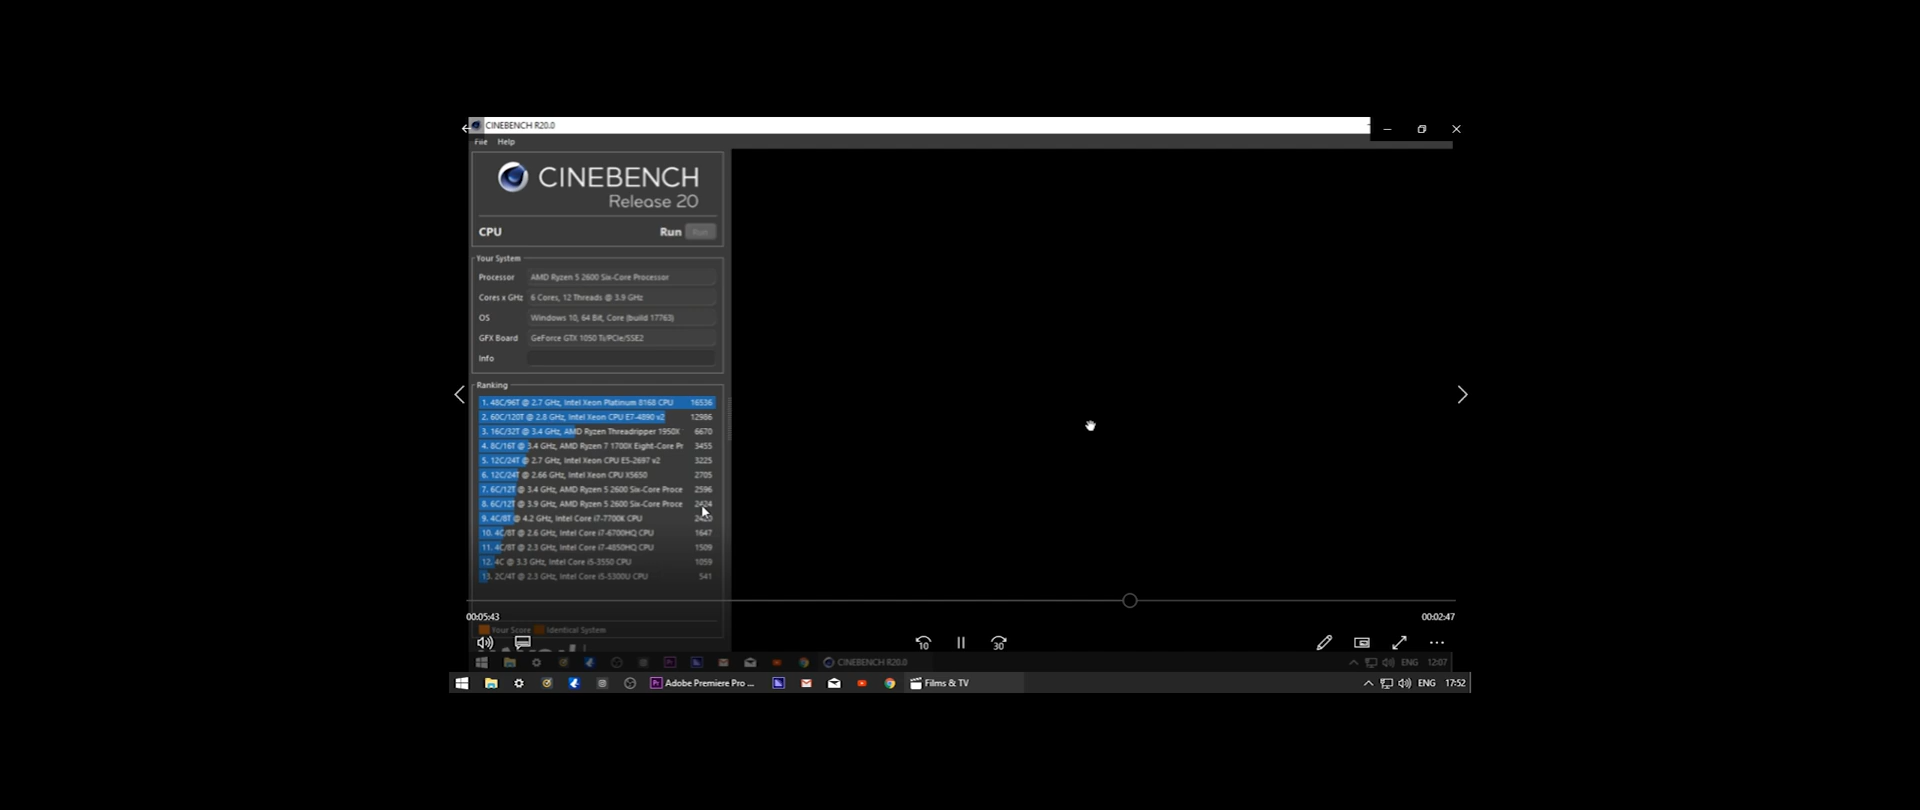 CINEBENCH R20.0
File Help
CINEBENCH
Release 20
CPU Run Run
Your System
Processor AMD Ryzen 5 2600 Six-Core Processor
Cores x GHz 6 Cores, 12 Threads @ 3.9 GHz
OS Windows 10, 64 Bit, Core (build 17763)
GFX Board GeForce GTX 1050 Ti/PCIe/SSE2
Info
Ranking
1. 48C/96T @ 2.7 GHz, Intel Xeon Platinum 8168 CPU 16536
2. 60C/120T @ 2.8 GHz, Intel Xeon CPU E7-4890 v2 12986
3. 16C/32T @ 3.4 GHz, AMD Ryzen Threadripper 1950X 6670
4. 8C/16T @ 3.4 GHz, AMD Ryzen 7 1700X Eight-Core Pr 3455
5. 12C/24T @ 2.7 GHz, Intel Xeon CPU E5-2697 v2 3225
6. 12C/24T @ 2.66 GHz, Intel Xeon CPU X5650 2705
7. 6C/12T @ 3.4 GHz, AMD Ryzen 5 2600 Six-Core Proce 2596
8. 6C/12T @ 3.9 GHz, AMD Ryzen 5 2600 Six-Core Proce
9. 4C/8T @ 4.2 GHz, Intel Core i7-7700K CPU
10. 4C/8T @ 2.6 GHz, Intel Core i7-6700HQ CPU 1647
11. 4C/8T @ 2.3 GHz, Intel Core i7-4850HQ CPU 1509
12. 4C @ 3.3 GHz, Intel Core i5-3550 CPU 1059
13. 2C/4T @ 2.3 GHz, Intel Core i5-5300U CPU 541
00:05:43 00:02:47
Your Score Identical System
10 30
CINEBENCH R20.0 ENG 12:07
Adobe Premiere Pro ... Films & TV ENG 17:52